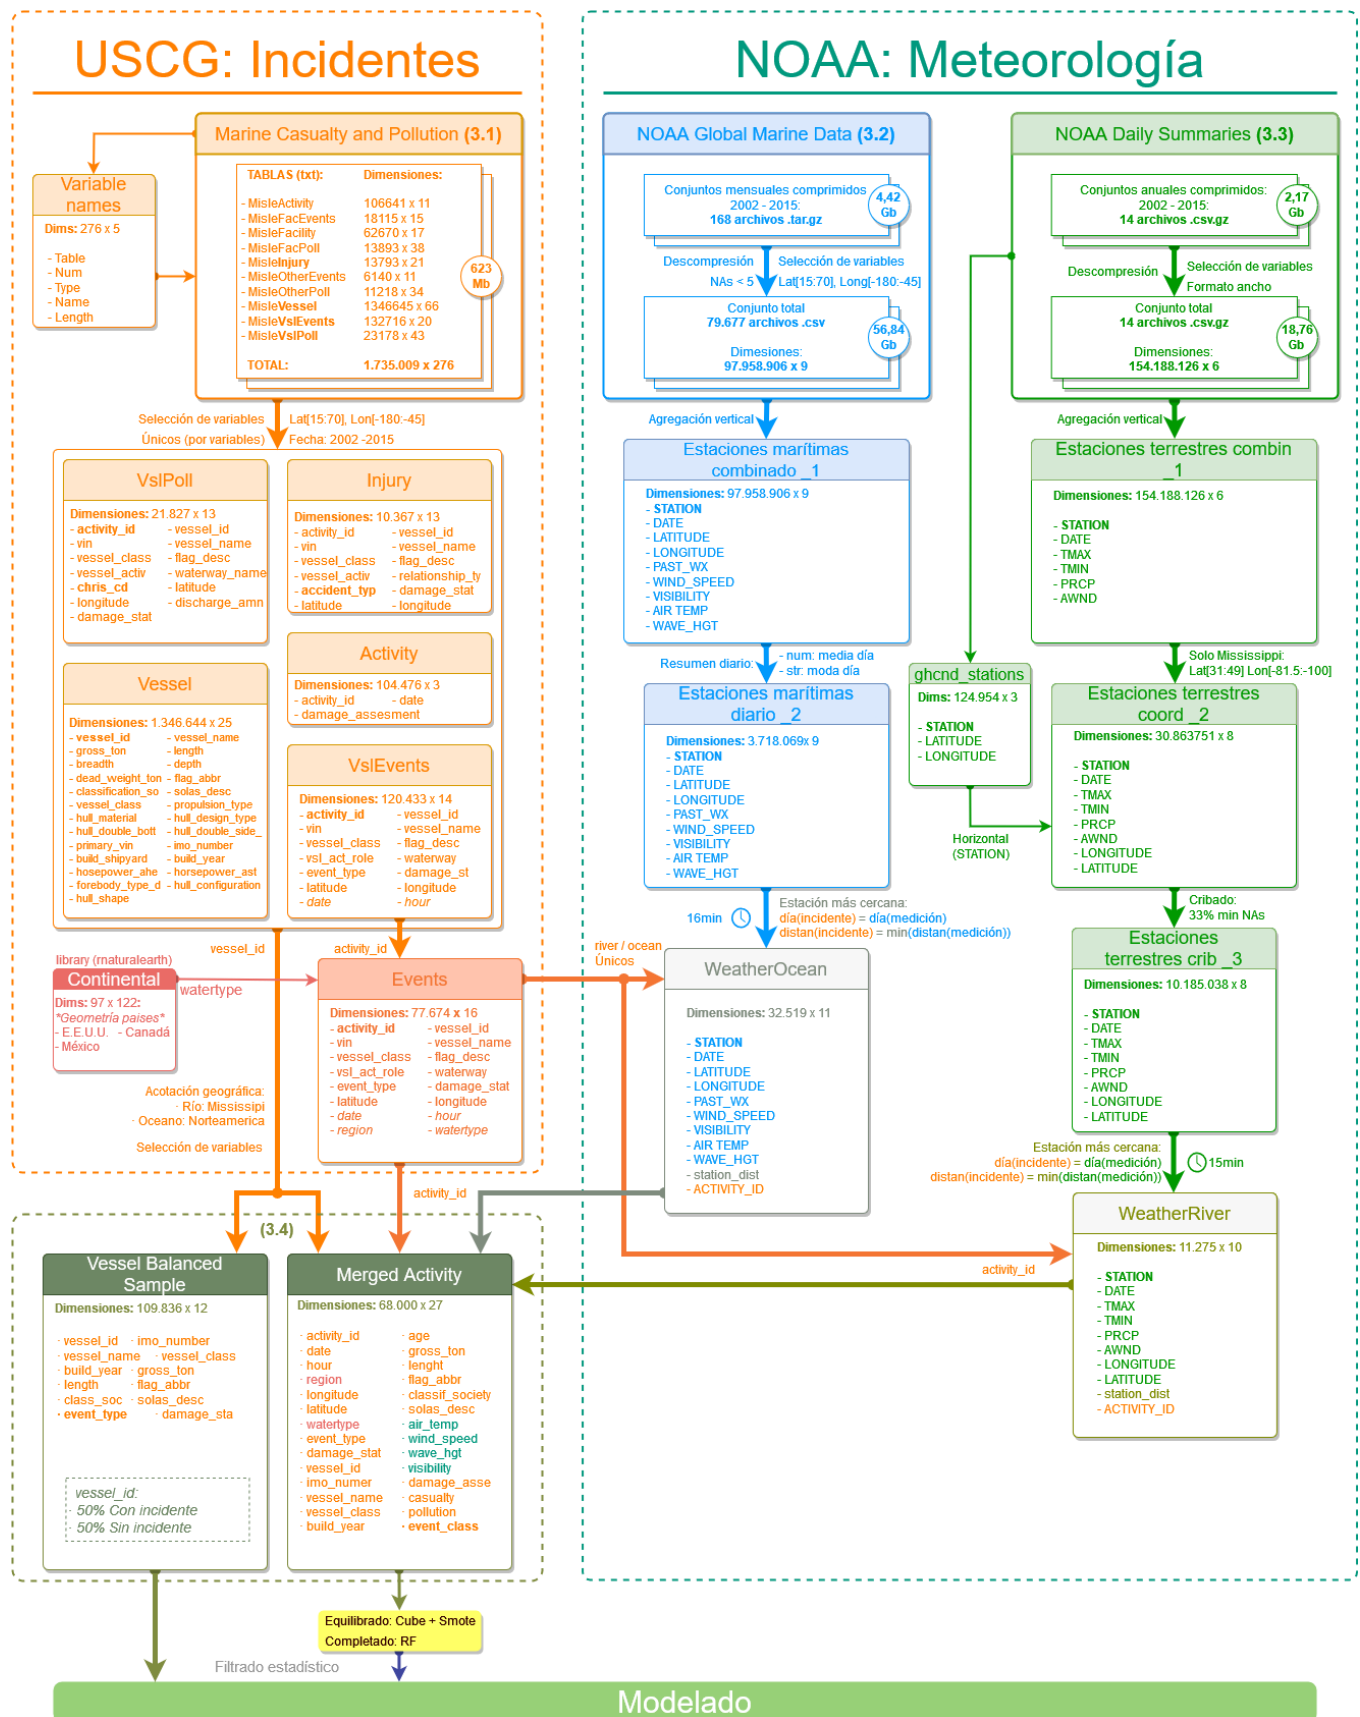 USCG: Incidentes
Marine Casualty and Pollution (3.1)
Variable
names
Dims: 276 x 5
- Table
- Num
- Type
- Name
- Length
TABLAS (txt): Dimensiones:
- MisleActivity 106641 x 11
- MisleFacEvents 18115 x 15
- MisleFacility 62670 x 17
- MisleFacPoll 13893 x 38
- MisleInjury 13793 x 21
- MisleOtherEvents 6140 x 11
- MisleOtherPoll 11218 x 34
- MisleVessel 1346645 x 66
- MisleVslEvents 132716 x 20
- MisleVslPoll 23178 x 43
TOTAL: 1.735.009 x 276
623
Mb
Selección de variables Lat[15:70], Lon[-180:-45]
Únicos (por variables) Fecha: 2002 -2015
VslPoll
Dimensiones: 21.827 x 13
- activity_id - vessel_id
- vin - vessel_name
- vessel_class - flag_desc
- vessel_activ - waterway_name
- chris_cd - latitude
- longitude - discharge_amn
- damage_stat
Injury
Dimensiones: 10.367 x 13
- activity_id - vessel_id
- vin - vessel_name
- vessel_class - flag_desc
- vessel_activ - relationship_ty
- accident_typ - damage_stat
- latitude - longitude
Activity
Dimensiones: 104.476 x 3
- activity_id - date
- damage_assesment
Vessel
Dimensiones: 1.346.644 x 25
- vessel_id - vessel_name
- gross_ton - length
- breadth - depth
- dead_weight_ton - flag_abbr
- classification_so - solas_desc
- vessel_class - propulsion_type
- hull_material - hull_design_type
- hull_double_bott - hull_double_side_
- primary_vin - imo_number
- build_shipyard - build_year
- hosepower_ahe - horsepower_ast
- forebody_type_d - hull_configuration
- hull_shape
VslEvents
Dimensiones: 120.433 x 14
- activity_id - vessel_id
- vin - vessel_name
- vessel_class - flag_desc
- vsl_act_role - waterway
- event_type - damage_st
- latitude - longitude
- date - hour
vessel_id
activity_id
library (rnaturalearth)
Continental
Dims: 97 x 122:
*Geometría paises*
- E.E.U.U. - Canadá
- México
watertype
Events
Dimensiones: 77.674 x 16
- activity_id - vessel_id
- vin - vessel_name
- vessel_class - flag_desc
- vsl_act_role - waterway
- event_type - damage_stat
- latitude - longitude
- date - hour
- region - watertype
Acotación geográfica:
· Río: Mississipi
· Oceano: Norteamerica
Selección de variables
activity_id
(3.4)
Vessel Balanced
Sample
Dimensiones: 109.836 x 12
· vessel_id · imo_number
· vessel_name · vessel_class
· build_year · gross_ton
· length · flag_abbr
· class_soc · solas_desc
· event_type · damage_sta
vessel_id:
· 50% Con incidente
· 50% Sin incidente
Merged Activity
Dimensiones: 68.000 x 27
· activity_id · age
· date · gross_ton
· hour · lenght
· region · flag_abbr
· longitude · classif_society
· latitude · solas_desc
· watertype · air_temp
· event_type · wind_speed
· damage_stat · wave_hgt
· vessel_id · visibility
· imo_numer · damage_asse
· vessel_name · casualty
· vessel_class · pollution
· build_year · event_class
Equilibrado: Cube + Smote
Completado: RF
Filtrado estadístico
Modelado
NOAA: Meteorología
NOAA Global Marine Data (3.2)
Conjuntos mensuales comprimidos
2002 - 2015:
168 archivos .tar.gz
4,42
Gb
Descompresión Selección de variables
NAs < 5 Lat[15:70], Long[-180:-45]
Conjunto total
79.677 archivos .csv
Dimesiones:
97.958.906 x 9
56,84
Gb
Agregación vertical
Estaciones marítimas
combinado _1
Dimensiones: 97.958.906 x 9
- STATION
- DATE
- LATITUDE
- LONGITUDE
- PAST_WX
- WIND_SPEED
- VISIBILITY
- AIR TEMP
- WAVE_HGT
Resumen diario:
- num: media día
- str: moda día
Estaciones marítimas
diario _2
Dimensiones: 3.718.069x 9
- STATION
- DATE
- LATITUDE
- LONGITUDE
- PAST_WX
- WIND_SPEED
- VISIBILITY
- AIR TEMP
- WAVE_HGT
16min
Estación más cercana:
día(incidente) = día(medición)
distan(incidente) = min(distan(medición))
river / ocean
Únicos
WeatherOcean
Dimensiones: 32.519 x 11
- STATION
- DATE
- LATITUDE
- LONGITUDE
- PAST_WX
- WIND_SPEED
- VISIBILITY
- AIR TEMP
- WAVE_HGT
- station_dist
- ACTIVITY_ID
NOAA Daily Summaries (3.3)
Conjuntos anuales comprimidos:
2002 - 2015:
14 archivos .csv.gz
2,17
Gb
Descompresión
Selección de variables
Formato ancho
Conjunto total
14 archivos .csv.gz
Dimensiones:
154.188.126 x 6
18,76
Gb
Agregación vertical
Estaciones terrestres combin
_1
Dimensiones: 154.188.126 x 6
- STATION
- DATE
- TMAX
- TMIN
- PRCP
- AWND
Solo Mississippi:
Lat[31:49] Lon[-81.5:-100]
ghcnd_stations
Dims: 124.954 x 3
- STATION
- LATITUDE
- LONGITUDE
Horizontal
(STATION)
Estaciones terrestres
coord _2
Dimensiones: 30.863751 x 8
- STATION
- DATE
- TMAX
- TMIN
- PRCP
- AWND
- LONGITUDE
- LATITUDE
Cribado:
33% min NAs
Estaciones
terrestres crib _3
Dimensiones: 10.185.038 x 8
- STATION
- DATE
- TMAX
- TMIN
- PRCP
- AWND
- LONGITUDE
- LATITUDE
Estación más cercana:
día(incidente) = día(medición)
distan(incidente) = min(distan(medición))
15min
WeatherRiver
Dimensiones: 11.275 x 10
- STATION
- DATE
- TMAX
- TMIN
- PRCP
- AWND
- LONGITUDE
- LATITUDE
- station_dist
- ACTIVITY_ID
activity_id